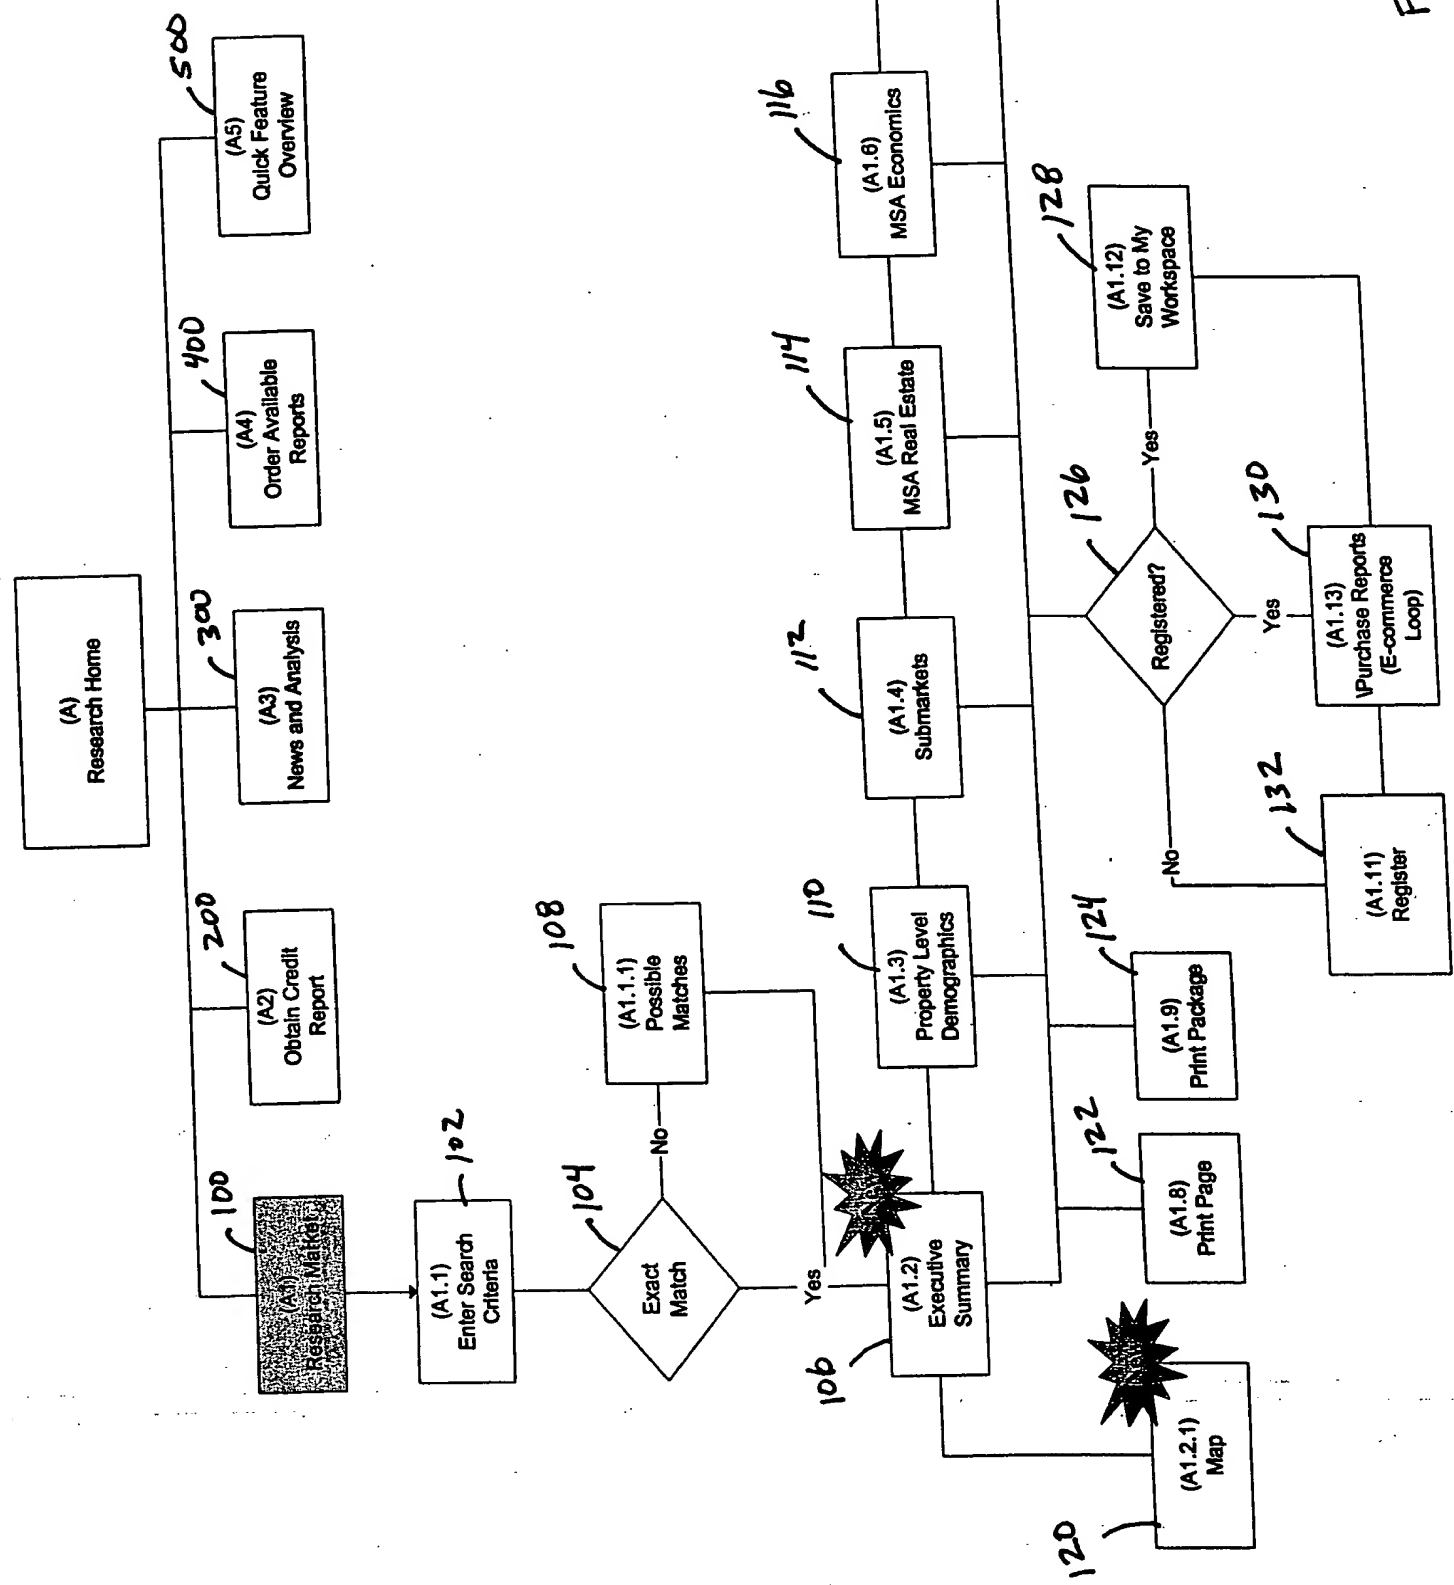 (A)
Research Home
100
(A1)
Research Market
200
(A2)
Obtain Credit
Report
300
(A3)
News and Analysis
400
(A4)
Order Available
Reports
500
(A5)
Quick Feature
Overview
102
(A1.1)
Enter Search
Criteria
104
Exact
Match
No
108
(A1.1.1)
Possible
Matches
Yes
New
106
(A1.2)
Executive
Summary
110
(A1.3)
Property Level
Demographics
112
(A1.4)
Submarkets
114
(A1.5)
MSA Real Estate
116
(A1.6)
MSA Economics
120
New
(A1.2.1)
Map
122
(A1.8)
Print Page
124
(A1.9)
Print Package
126
Registered?
No
Yes
Yes
128
(A1.12)
Save to My
Workspace
132
(A1.11)
Register
130
(A1.13)
\Purchase Reports
(E-commerce
Loop)
F